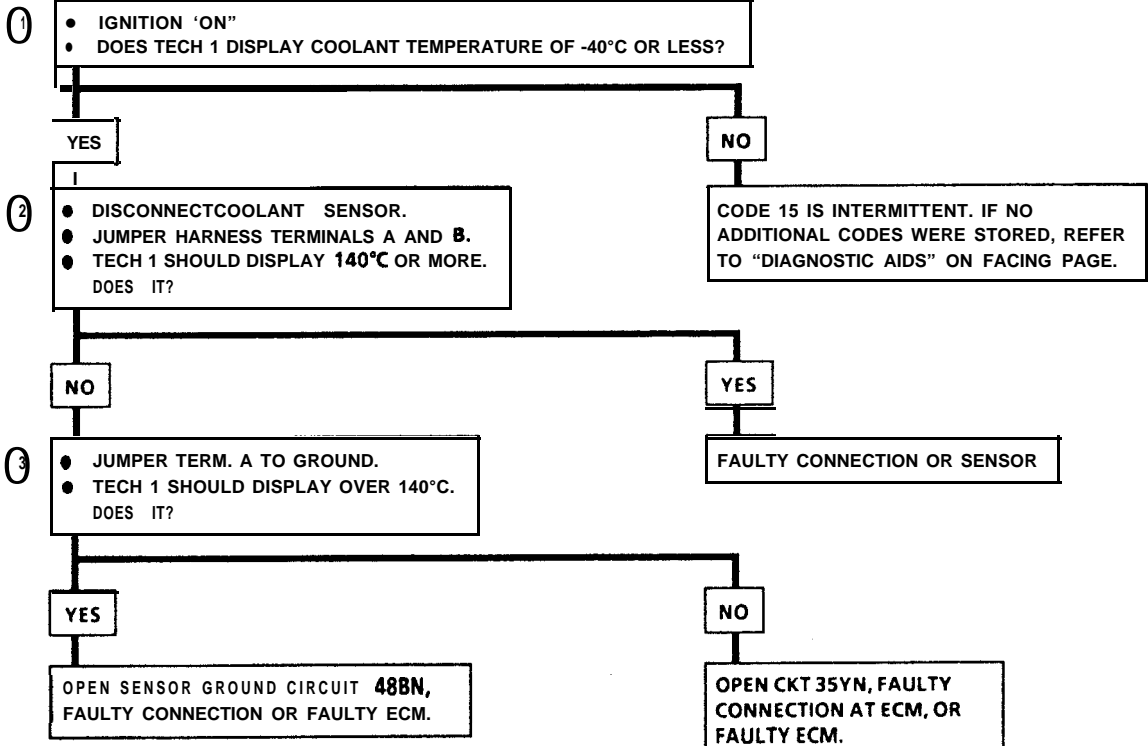 1
• IGNITION ‘ON”
• DOES TECH 1 DISPLAY COOLANT TEMPERATURE OF -40°C OR LESS?
YES
NO
2
• DISCONNECTCOOLANT SENSOR.
• JUMPER HARNESS TERMINALS A AND B.
• TECH 1 SHOULD DISPLAY 140°C OR MORE.
DOES IT?
CODE 15 IS INTERMITTENT. IF NO
ADDITIONAL CODES WERE STORED, REFER
TO “DIAGNOSTIC AIDS” ON FACING PAGE.
NO
YES
3
• JUMPER TERM. A TO GROUND.
• TECH 1 SHOULD DISPLAY OVER 140°C.
DOES IT?
FAULTY CONNECTION OR SENSOR
YES
NO
OPEN SENSOR GROUND CIRCUIT 48BN,
FAULTY CONNECTION OR FAULTY ECM.
OPEN CKT 35YN, FAULTY
CONNECTION AT ECM, OR
FAULTY ECM.